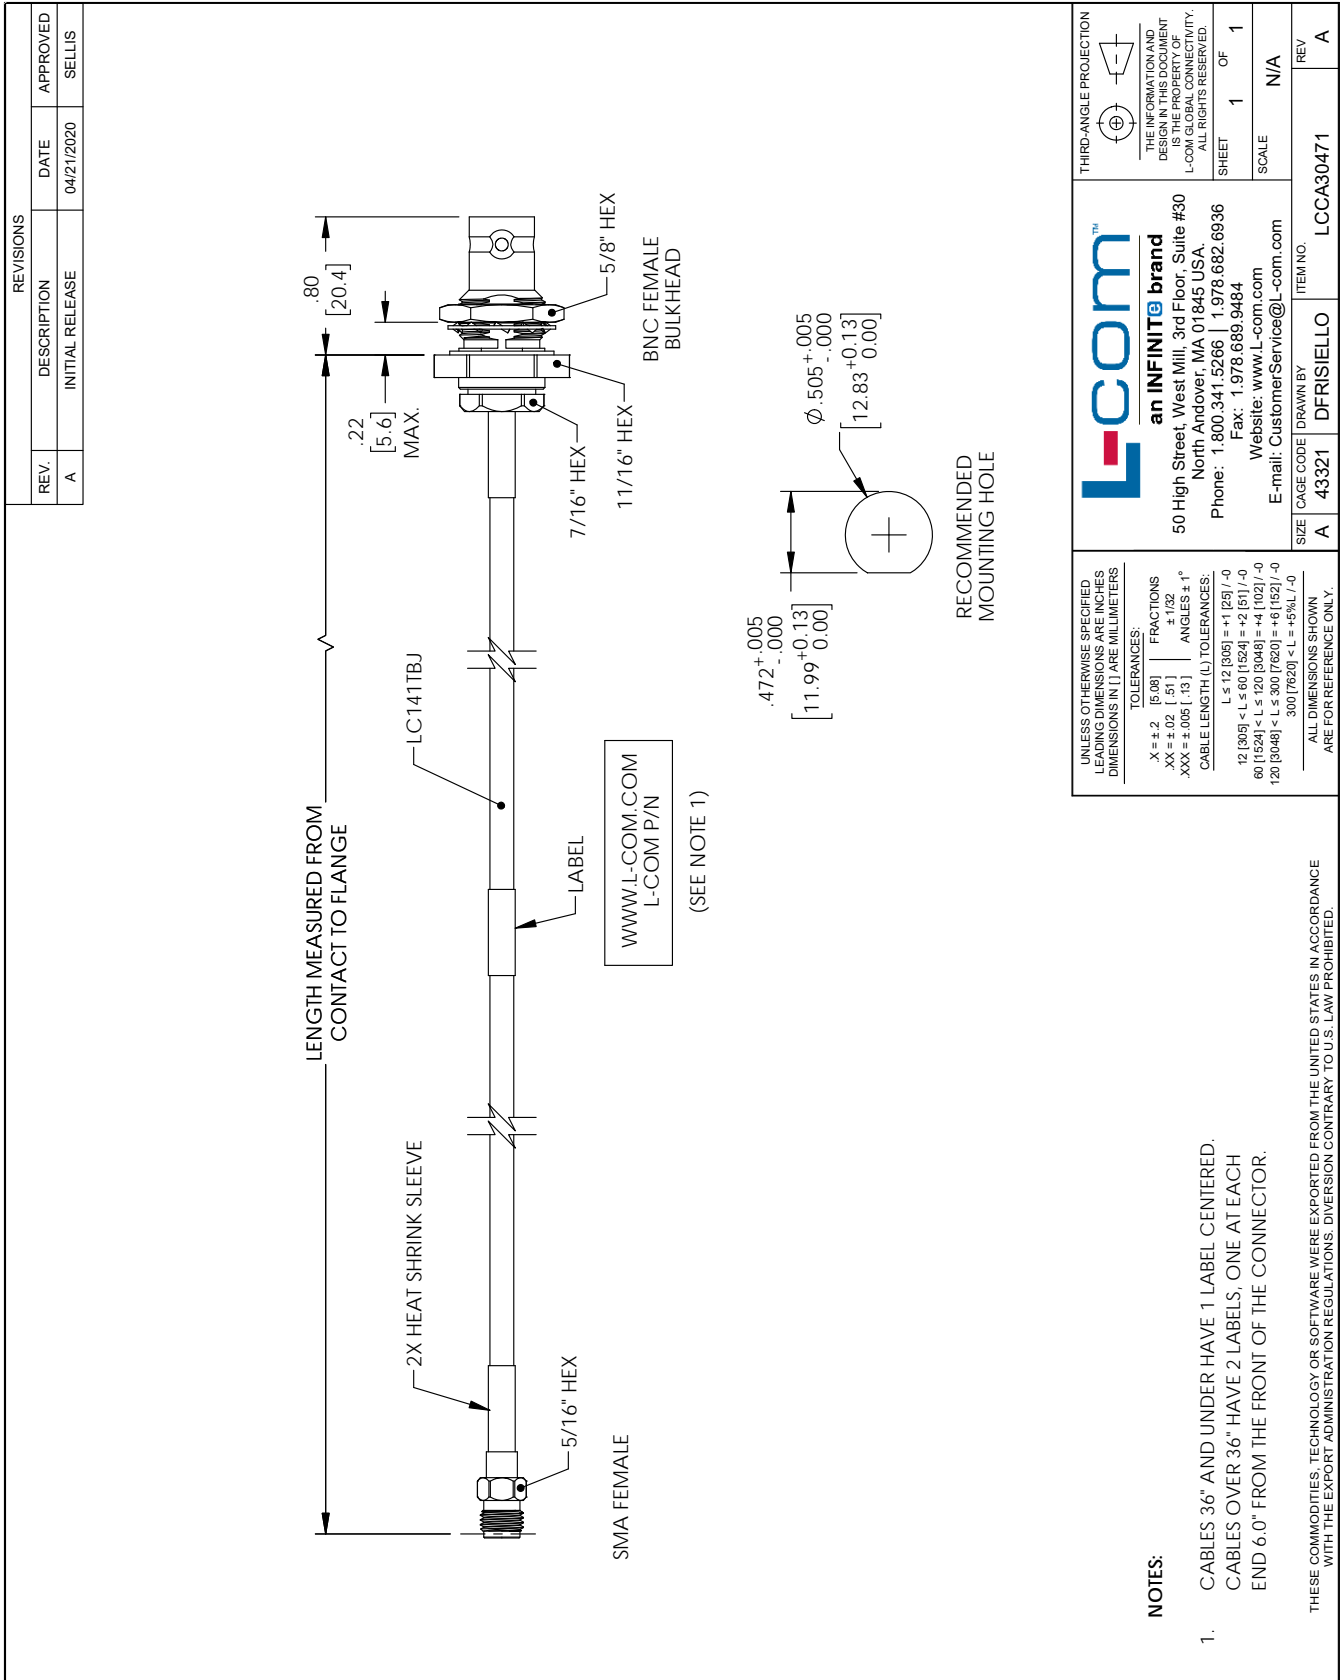 REVISIONS
REV. DESCRIPTION DATE APPROVED
A INITIAL RELEASE 04/21/2020 SELLIS
LENGTH MEASURED FROM
CONTACT TO FLANGE
.80
[20.4]
.22
[5.6]
MAX.
2X HEAT SHRINK SLEEVE
LC141TBJ
5/16" HEX
SMA FEMALE
LABEL
WWW.L-COM.COM
L-COM P/N
(SEE NOTE 1)
7/16" HEX
11/16" HEX
5/8" HEX
BNC FEMALE
BULKHEAD
.472 +.005 -.000
[11.99 +0.13 0.00]
Ø.505 +.005 -.000
[12.83 +0.13 0.00]
RECOMMENDED
MOUNTING HOLE
NOTES:
1. CABLES 36" AND UNDER HAVE 1 LABEL CENTERED.
CABLES OVER 36" HAVE 2 LABELS, ONE AT EACH
END 6.0" FROM THE FRONT OF THE CONNECTOR.
THESE COMMODITIES, TECHNOLOGY OR SOFTWARE WERE EXPORTED FROM THE UNITED STATES IN ACCORDANCE
WITH THE EXPORT ADMINISTRATION REGULATIONS. DIVERSION CONTRARY TO U.S. LAW PROHIBITED.
UNLESS OTHERWISE SPECIFIED
LEADING DIMENSIONS ARE INCHES
DIMENSIONS IN [ ] ARE MILLIMETERS
TOLERANCES:
.X = ±.2 [5.08] FRACTIONS
.XX = ±.02 [.51] ± 1/32
.XXX = ±.005 [.13] ANGLES ± 1°
CABLE LENGTH (L) TOLERANCES:
L ≤ 12 [305] = +1 [25] / -0
12 [305] < L ≤ 60 [1524] = +2 [51] / -0
60 [1524] < L ≤ 120 [3048] = +4 [102] / -0
120 [3048] < L ≤ 300 [7620] = +6 [152] / -0
300 [7620] < L = +5%L / -0
ALL DIMENSIONS SHOWN
ARE FOR REFERENCE ONLY.
L-com™
an INFINITe brand
50 High Street, West Mill, 3rd Floor, Suite #30
North Andover, MA 01845 USA.
Phone: 1.800.341.5266 | 1.978.682.6936
Fax: 1.978.689.9484
Website: www.L-com.com
E-mail: CustomerService@L-com.com
THIRD-ANGLE PROJECTION
THE INFORMATION AND
DESIGN IN THIS DOCUMENT
IS THE PROPERTY OF
L-COM GLOBAL CONNECTIVITY.
ALL RIGHTS RESERVED.
SHEET 1 OF 1
SCALE N/A
SIZE A
CAGE CODE 43321
DRAWN BY DFRISIELLO
ITEM NO. LCCA30471
REV A